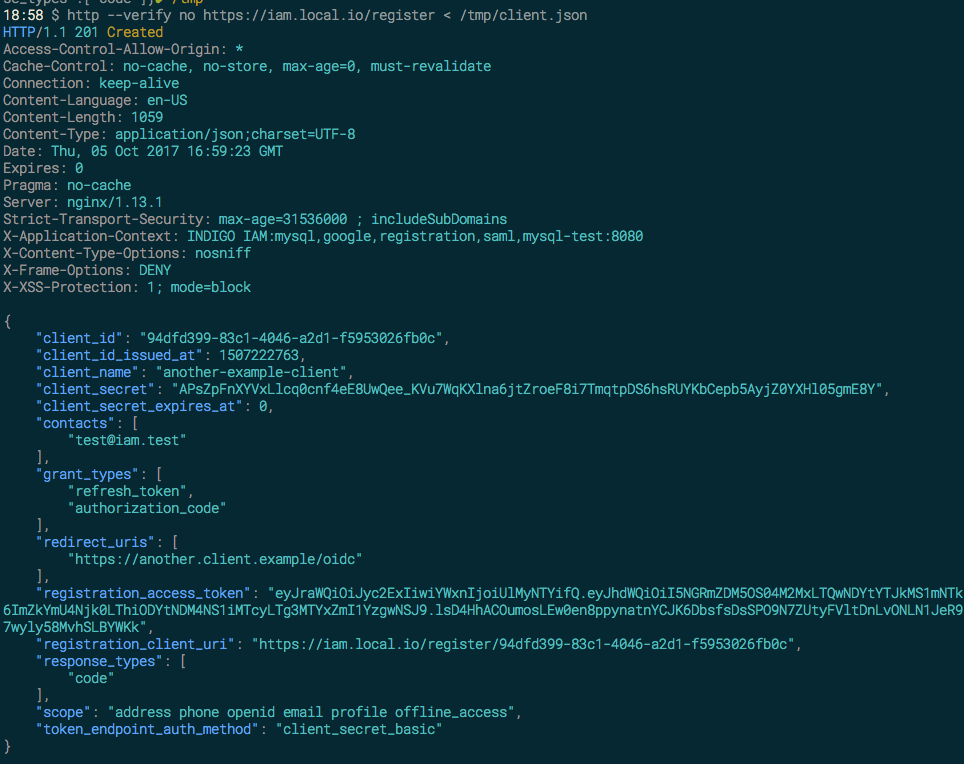 18:58 $ http --verify no https://iam.local.io/register < /tmp/client.json
HTTP/1.1 201 Created
Access-Control-Allow-Origin: *
Cache-Control: no-cache, no-store, max-age=0, must-revalidate
Connection: keep-alive
Content-Language: en-US
Content-Length: 1059
Content-Type: application/json;charset=UTF-8
Date: Thu, 05 Oct 2017 16:59:23 GMT
Expires: 0
Pragma: no-cache
Server: nginx/1.13.1
Strict-Transport-Security: max-age=31536000 ; includeSubDomains
X-Application-Context: INDIGO IAM:mysql,google,registration,saml,mysql-test:8080
X-Content-Type-Options: nosniff
X-Frame-Options: DENY
X-XSS-Protection: 1; mode=block
{
"client_id": "94dfd399-83c1-4046-a2d1-f5953026fb0c",
"client_id_issued_at": 1507222763,
"client_name": "another-example-client",
"client_secret": "APsZpFnXYVxLlcq0cnf4eE8UwQee_KVu7WqKXlna6jtZroeF8i7TmqtpDS6hsRUYKbCepb5AyjZ0YXHl05gmE8Y",
"client_secret_expires_at": 0,
"contacts": [
"test@iam.test"
],
"grant_types": [
"refresh_token",
"authorization_code"
],
"redirect_uris": [
"https://another.client.example/oidc"
],
"registration_access_token": "eyJraWQiOiJyc2ExIiwiYWxnIjoiUlMyNTYifQ.eyJhdWQiOiI5NGRmZDM5OS04M2MxLTQwNDYtYTJkMS1mNTk
6ImZkYmU4Njk0LThiODYtNDM4NS1iMTcyLTg3MTYxZmI1YzgwNSJ9.lsD4HhACOumosLEw0en8ppynatnYCJK6DbsfsDsSPO9N7ZUtyFVltDnLvONLN1JeR9
7wyly58MvhSLBYWKk",
"registration_client_uri": "https://iam.local.io/register/94dfd399-83c1-4046-a2d1-f5953026fb0c",
"response_types": [
"code"
],
"scope": "address phone openid email profile offline_access",
"token_endpoint_auth_method": "client_secret_basic"
}